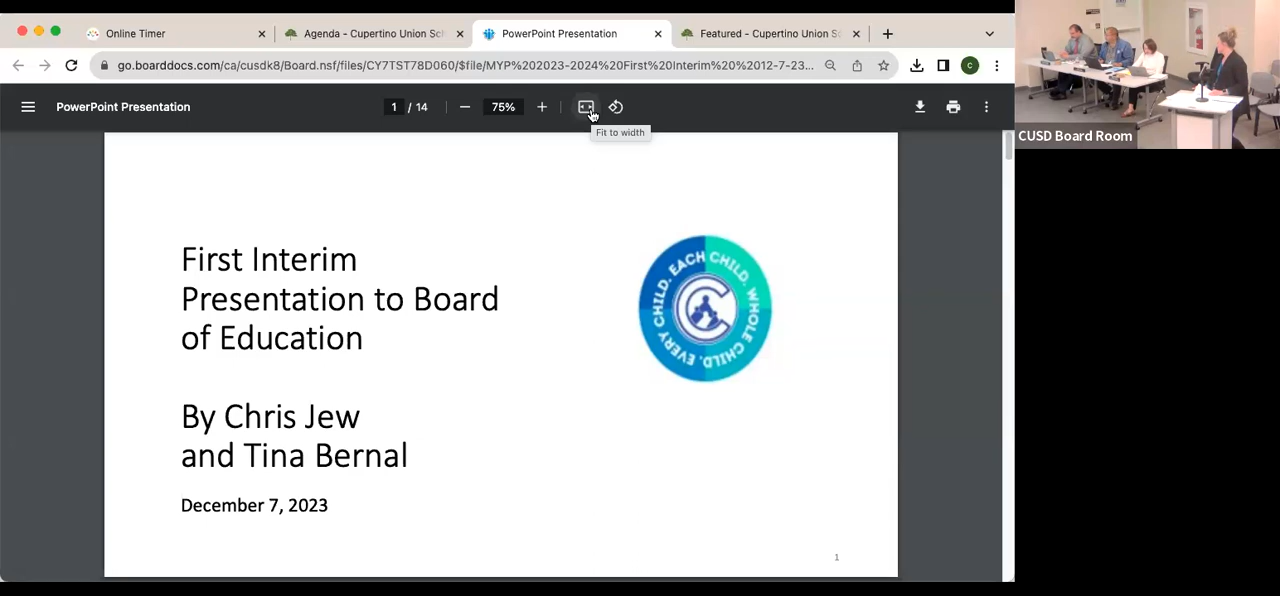 Online Timer
Agenda - Cupertino Union Sch
PowerPoint Presentation
Featured - Cupertino Union Sc
go.boarddocs.com/ca/cusdk8/Board.nsf/files/CY7TST78D060/$file/MYP%202023-2024%20First%20Interim%20%2012-7-23...
C
PowerPoint Presentation
1 / 14
75%
Fit to width
CUSD Board Room
First Interim
Presentation to Board
of Education
EVERY CHILD. EACH CHILD. WHOLE CHILD.
C
By Chris Jew
and Tina Bernal
December 7, 2023
1